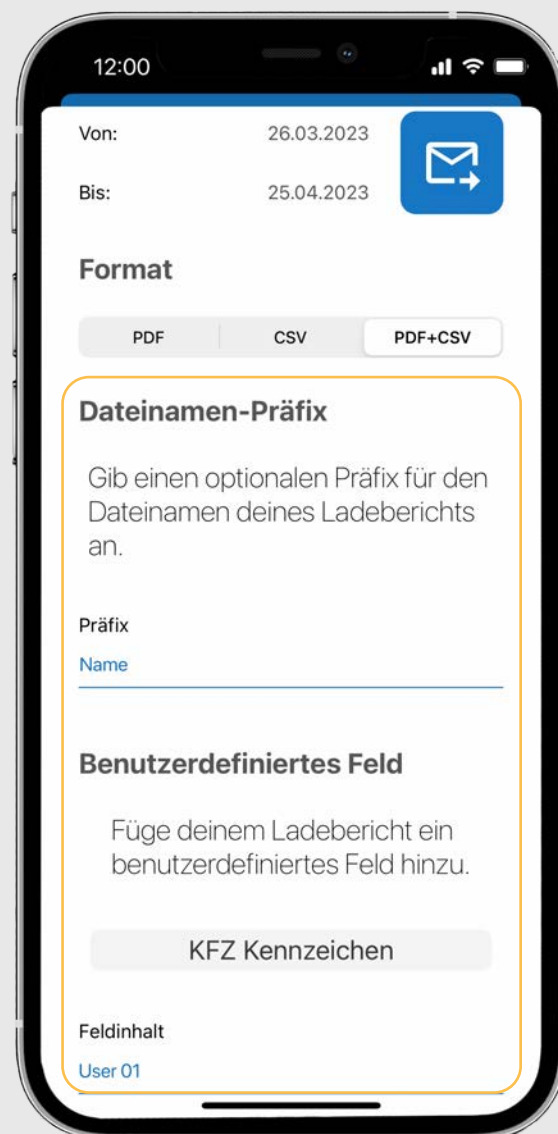 12:00
Von: 26.03.2023
Bis: 25.04.2023
Format
PDF CSV PDF+CSV
Dateinamen-Präfix
Gib einen optionalen Präfix für den
Dateinamen deines Ladeberichts
an.
Präfix
Name
Benutzerdefiniertes Feld
Füge deinem Ladebericht ein
benutzerdefiniertes Feld hinzu.
KFZ Kennzeichen
Feldinhalt
User 01